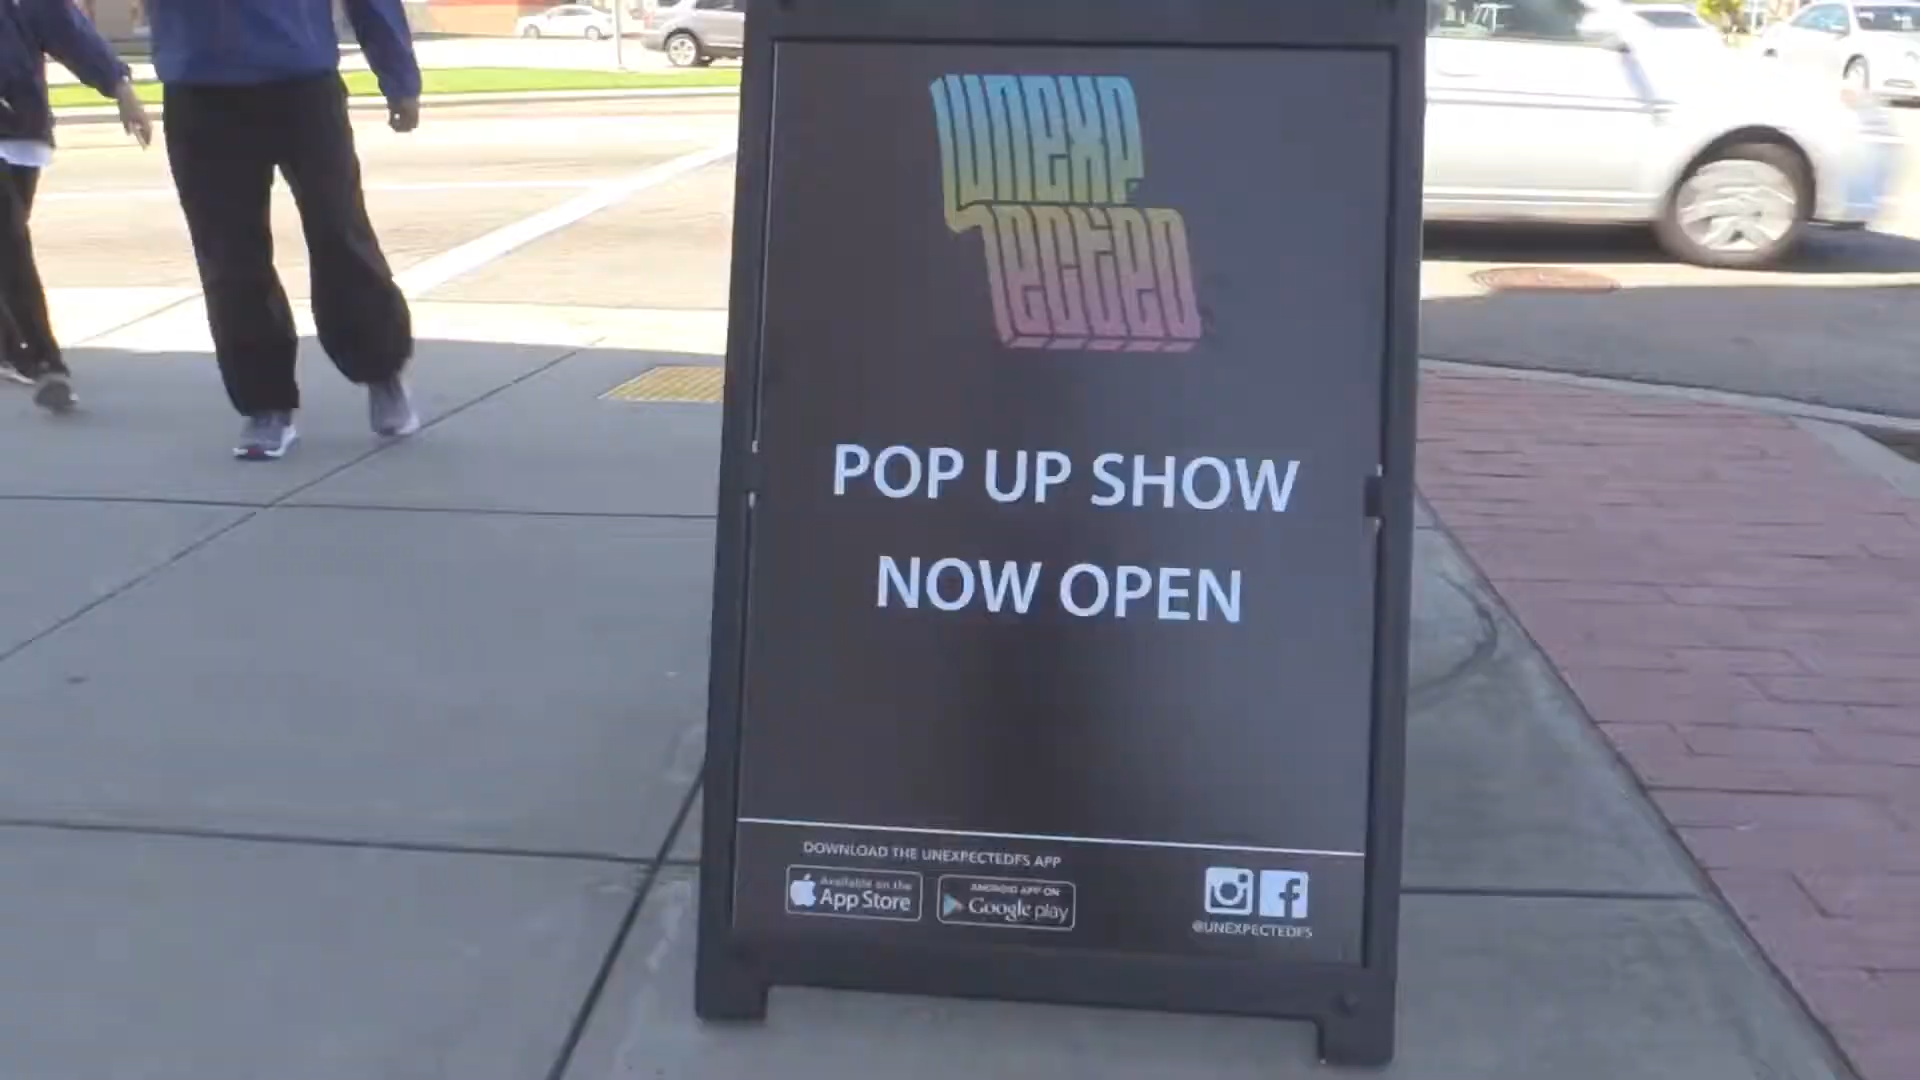 UNEXP
ECTED
POP UP SHOW
NOW OPEN
DOWNLOAD THE UNEXPECTEDFS APP
Available on the
App Store
ANDROID APP ON
Google play
@UNEXPECTEDFS